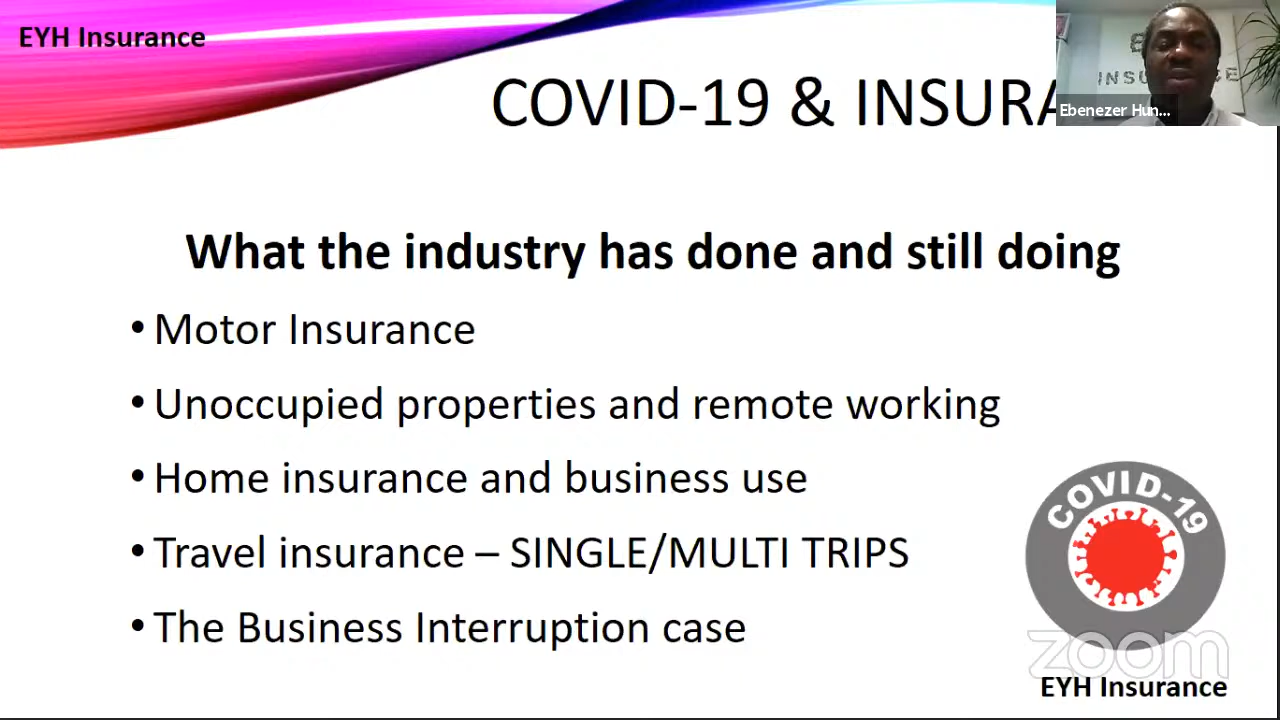 EYH Insurance
COVID-19 & INSURA
INSU
CE
Ebenezer Hun...
What the industry has done and still doing
• Motor Insurance
• Unoccupied properties and remote working
• Home insurance and business use
• Travel insurance – SINGLE/MULTI TRIPS
• The Business Interruption case
COVID-19
zoom
EYH Insurance